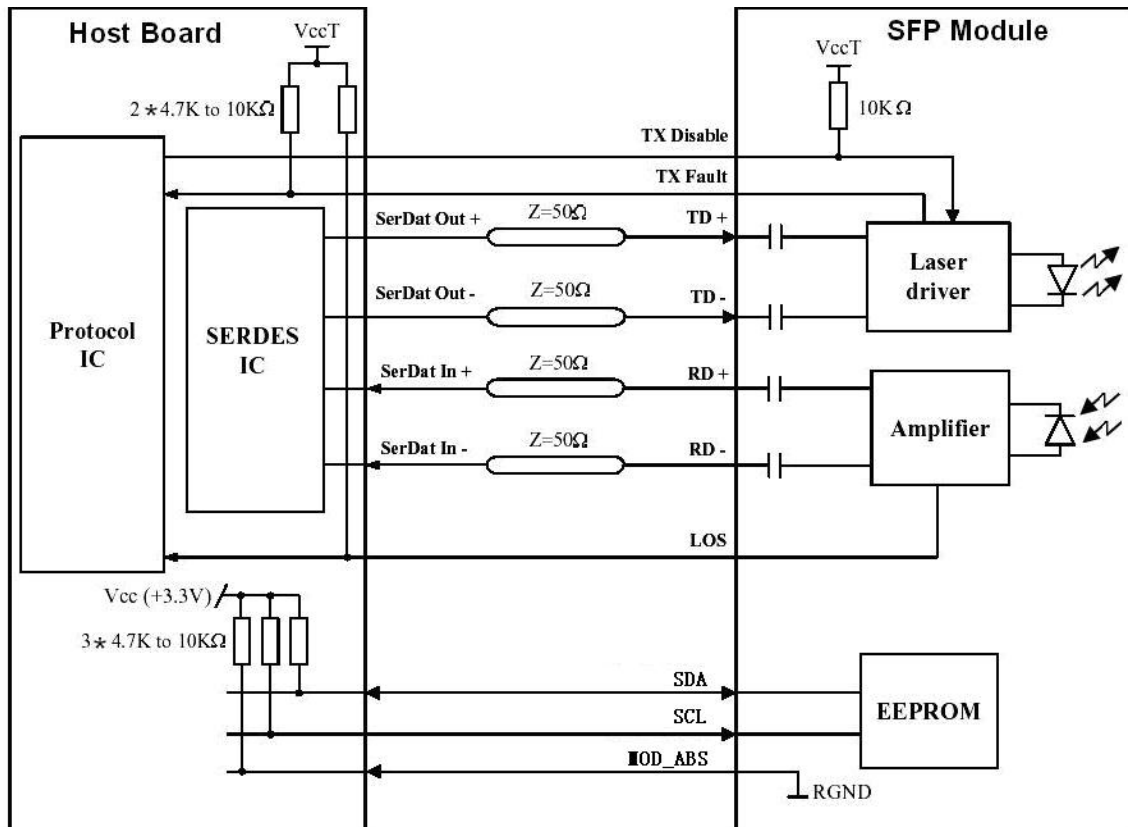 Host Board
SFP Module
VccT
VccT
2*4.7K to 10KΩ
10KΩ
TX Disable
TX Fault
SerDat Out +
Z=50Ω
TD +
Laser
driver
SerDat Out -
Z=50Ω
TD -
Protocol
IC
SERDES
IC
SerDat In +
Z=50Ω
RD +
Amplifier
SerDat In -
Z=50Ω
RD -
LOS
Vcc (+3.3V)
3*4.7K to 10KΩ
SDA
EEPROM
SCL
MOD_ABS
RGND